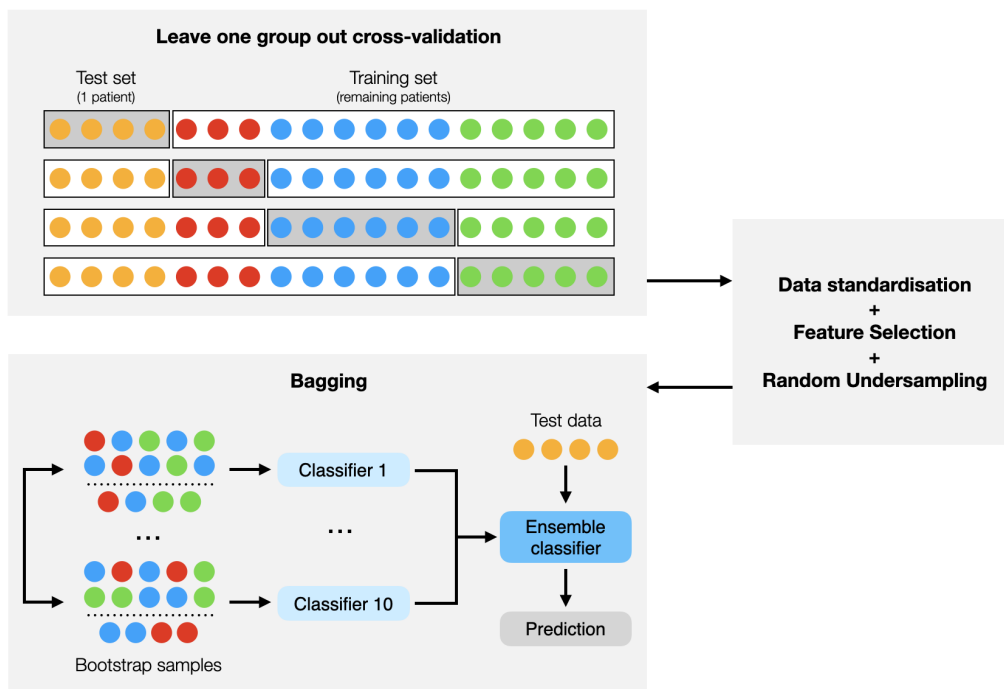 Leave one group out cross-validation
Test set
(1 patient)
Training set
(remaining patients)
Data standardisation
+
Feature Selection
+
Random Undersampling
Bagging
Test data
Classifier 1
...
...
Ensemble
classifier
Classifier 10
Prediction
Bootstrap samples